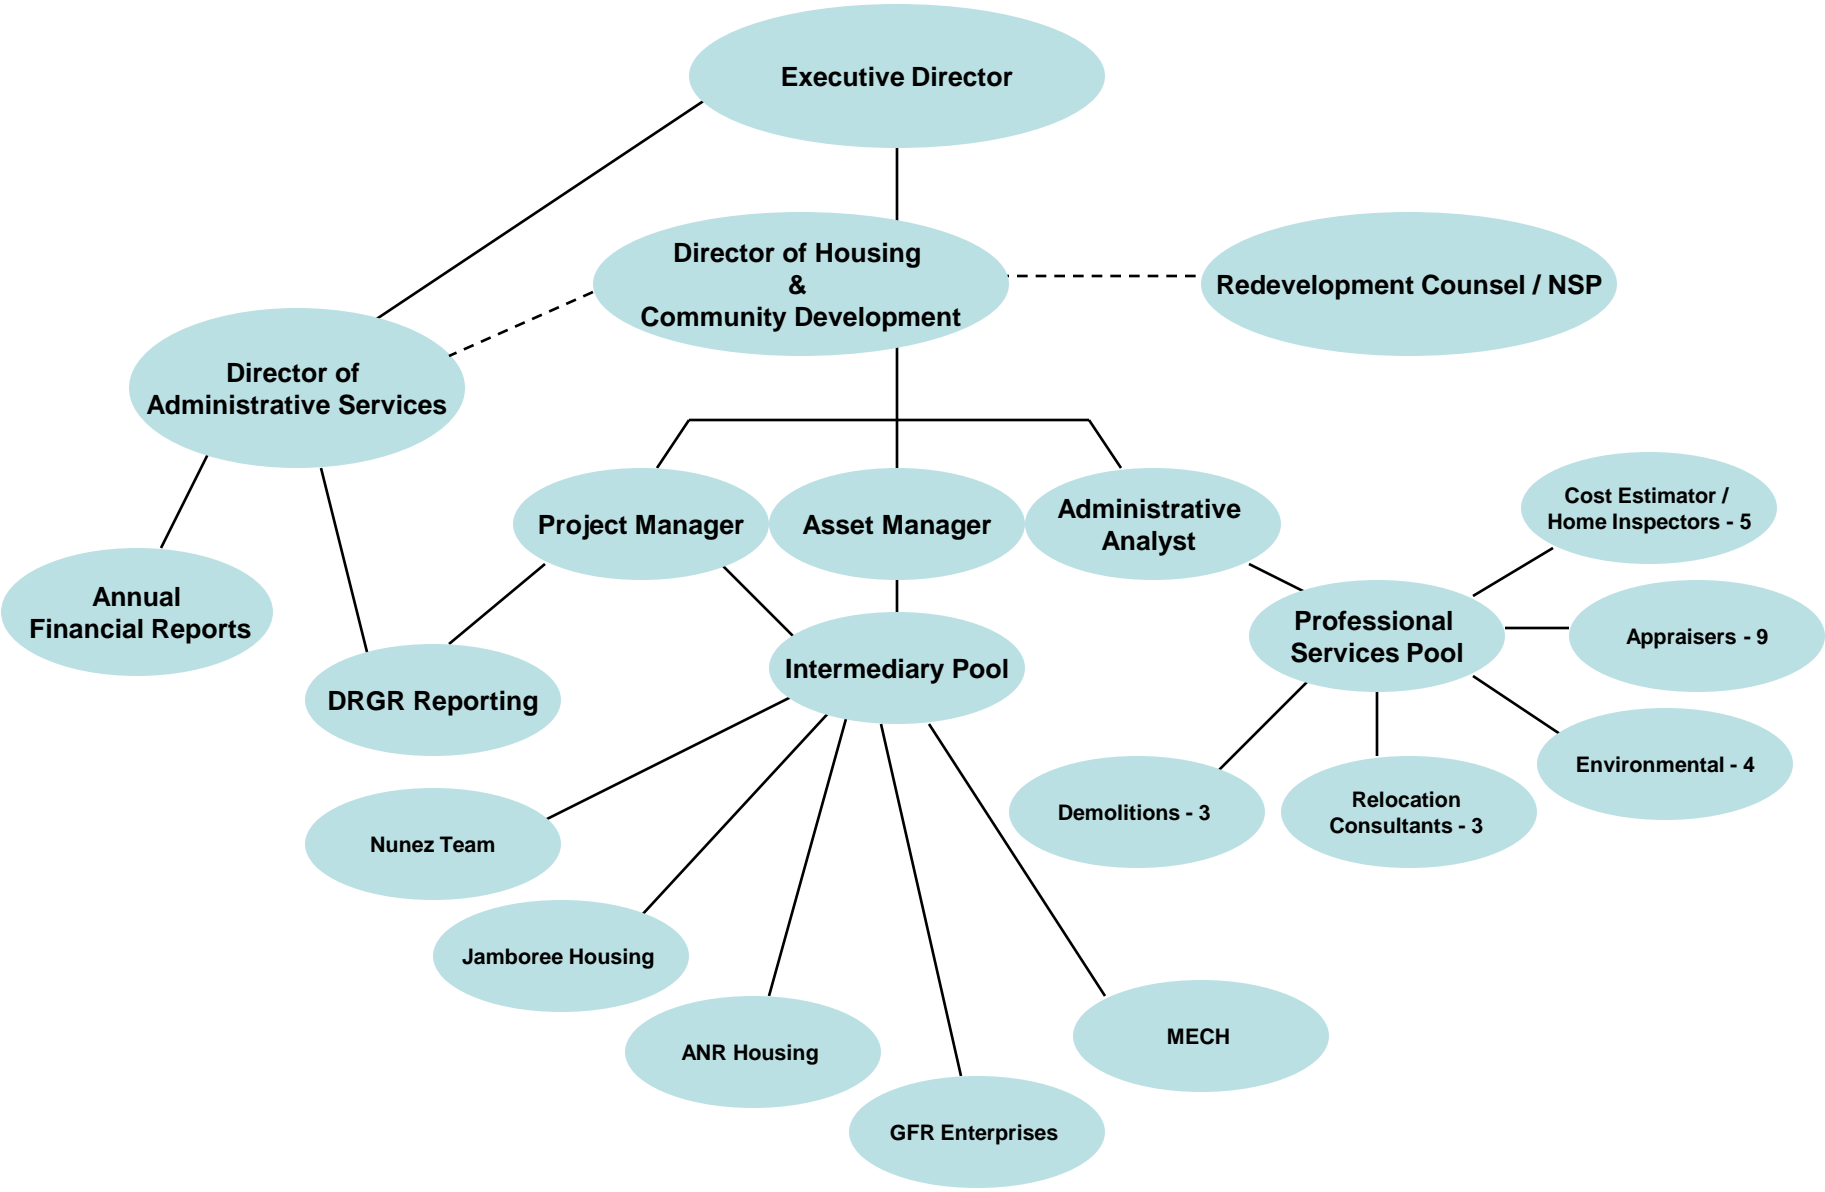 Executive Director
Director of Housing
&
Community Development
Redevelopment Counsel / NSP
Director of
Administrative Services
Project Manager
Asset Manager
Administrative
Analyst
Cost Estimator /
Home Inspectors - 5
Annual
Financial Reports
DRGR Reporting
Intermediary Pool
Professional
Services Pool
Appraisers - 9
Environmental - 4
Demolitions - 3
Relocation
Consultants - 3
Nunez Team
Jamboree Housing
ANR Housing
GFR Enterprises
MECH